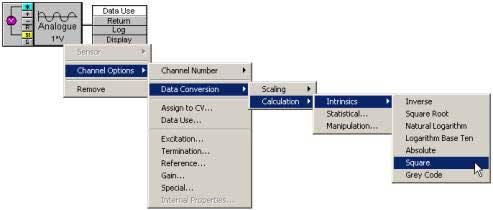 Data Use
Return
Log
Display
Analogue
1*V
Sensor
Channel Options
Remove
Channel Number
Data Conversion
Assign to CV...
Data Use...
Excitation...
Termination...
Reference...
Gain...
Special...
Internal Properties...
Scaling
Calculation
Intrinsics
Statistical...
Manipulation...
Inverse
Square Root
Natural Logarithm
Logarithm Base Ten
Absolute
Square
Grey Code